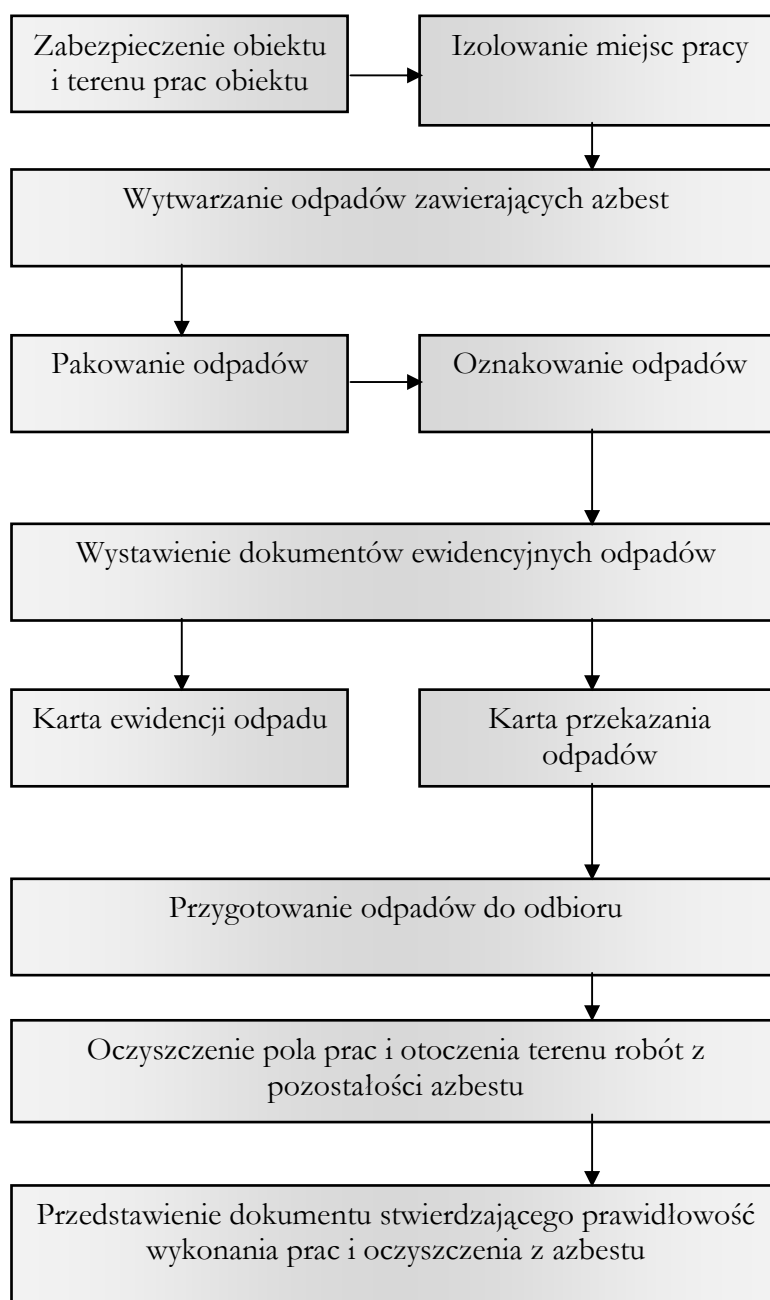 Zabezpieczenie obiektu
i terenu prac obiektu
Izolowanie miejsc pracy
Wytwarzanie odpadów zawierających azbest
Pakowanie odpadów
Oznakowanie odpadów
Wystawienie dokumentów ewidencyjnych odpadów
Karta ewidencji odpadu
Karta przekazania
odpadów
Przygotowanie odpadów do odbioru
Oczyszczenie pola prac i otoczenia terenu robót z
pozostałości azbestu
Przedstawienie dokumentu stwierdzającego prawidłowość
wykonania prac i oczyszczenia z azbestu